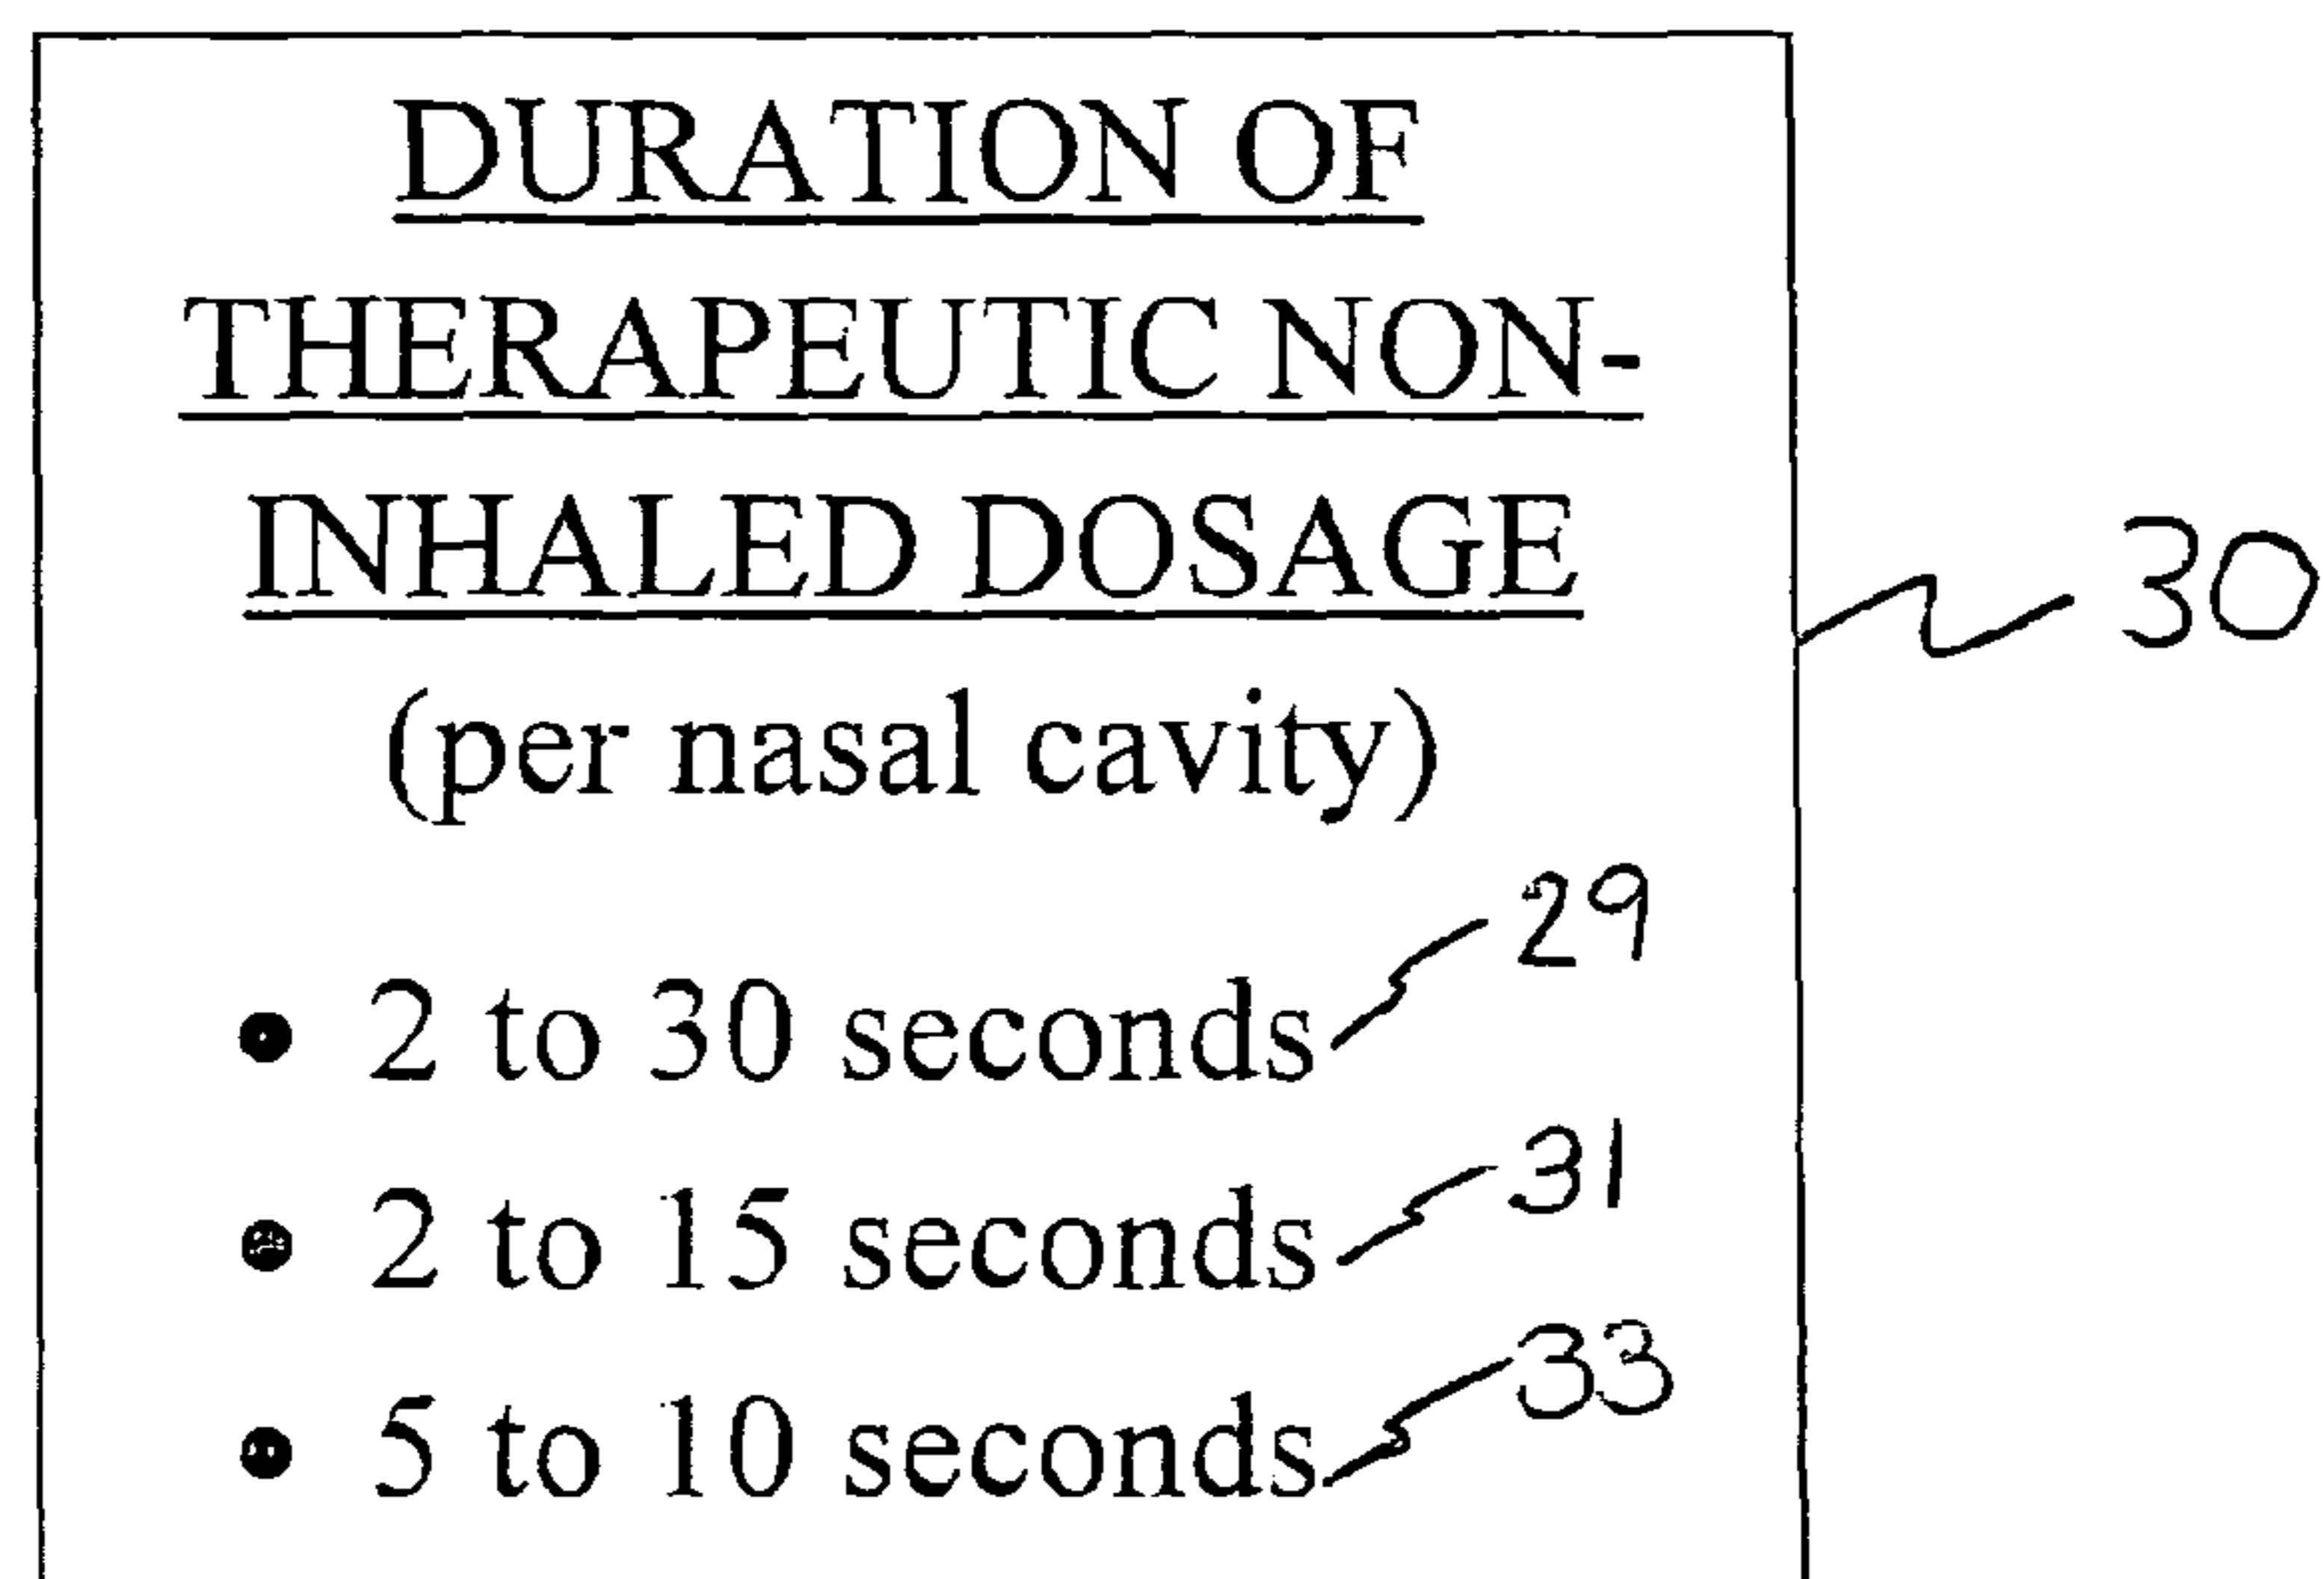 DURATION OF
THERAPEUTIC NON-
INHALED DOSAGE
30
(per nasal cavity)
29
• 2 to 30 seconds
31
• 2 to 15 seconds
33
• 5 to 10 seconds